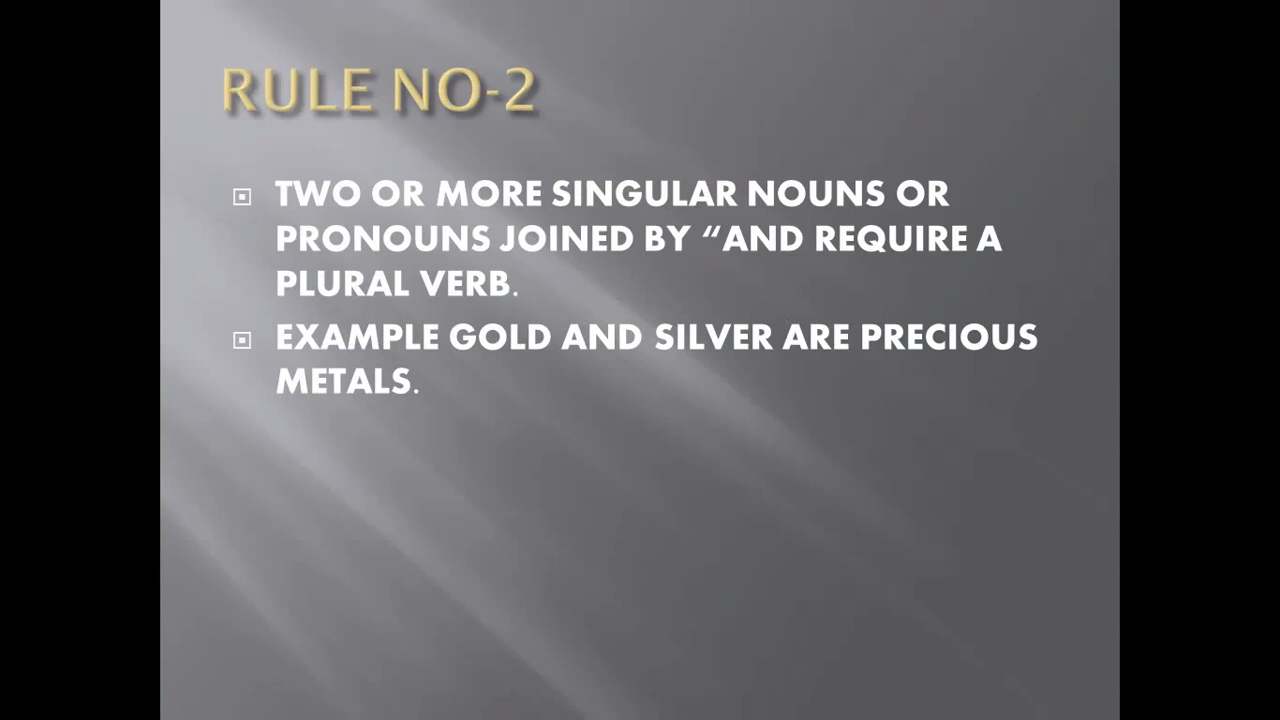 RULE NO-2
TWO OR MORE SINGULAR NOUNS OR
PRONOUNS JOINED BY “AND REQUIRE A
PLURAL VERB.
EXAMPLE GOLD AND SILVER ARE PRECIOUS
METALS.